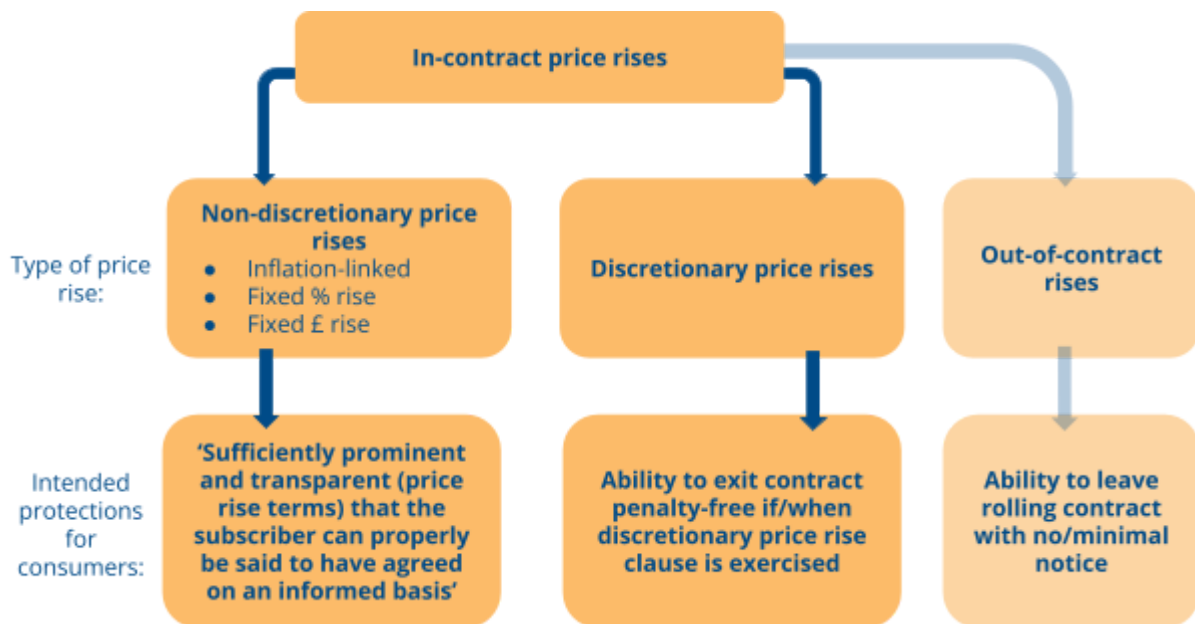 In-contract price rises
Type of price
rise:
Non-discretionary price
rises
● Inflation-linked
● Fixed % rise
● Fixed £ rise
Discretionary price rises
Out-of-contract
rises
Intended
protections
for
consumers:
‘Sufficiently prominent
and transparent (price
rise terms) that the
subscriber can properly
be said to have agreed
on an informed basis’
Ability to exit contract
penalty-free if/when
discretionary price rise
clause is exercised
Ability to leave
rolling contract
with no/minimal
notice